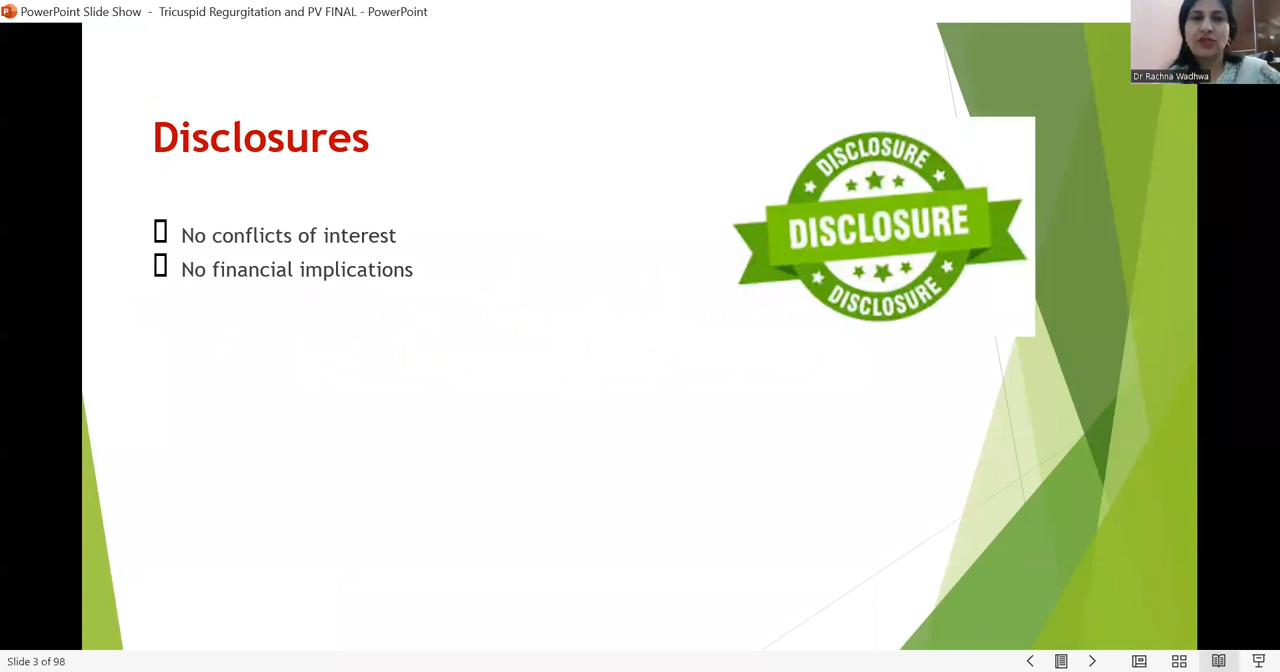 PowerPoint Slide Show - Tricuspid Regurgitation and PV FINAL - PowerPoint
Dr Rachna Wadhwa
Disclosures
No conflicts of interest
No financial implications
DISCLOSURE
DISCLOSURE
DISCLOSURE
Slide 3 of 98